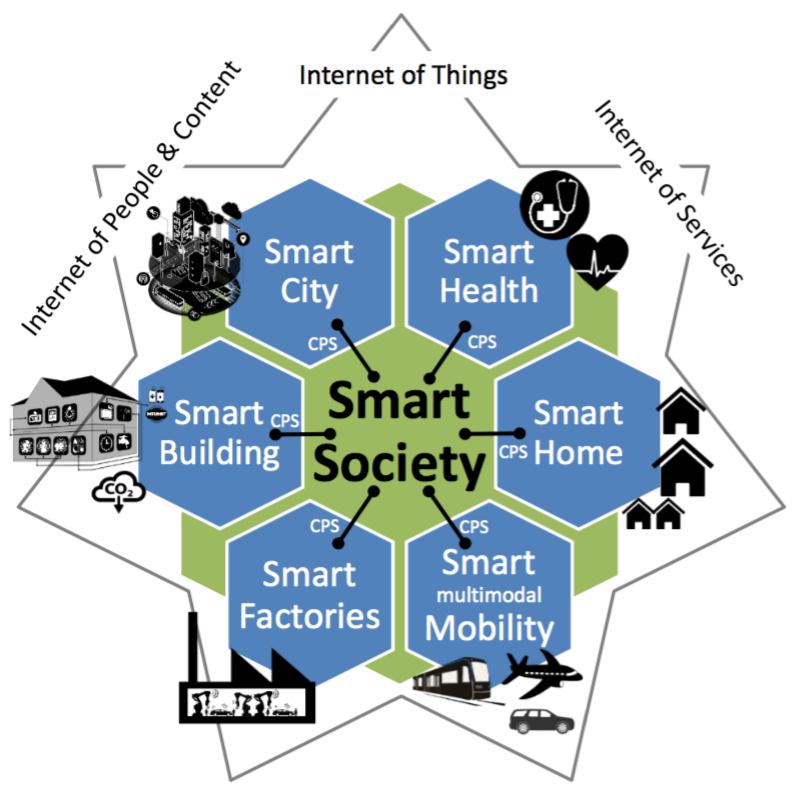 Internet of Things
Internet of People & Content
Internet of Services
Smart
City
CPS
Smart
Health
CPS
Smart
Building
CPS
Smart
Society
Smart
Home
CPS
CO2
Smart
Factories
CPS
Smart
multimodal
Mobility
CPS